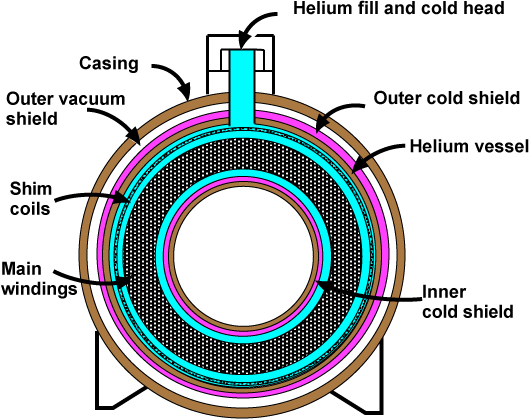 Helium fill and cold head
Casing
Outer vacuum
shield
Outer cold shield
Helium vessel
Shim
coils
Main
windings
Inner
cold shield